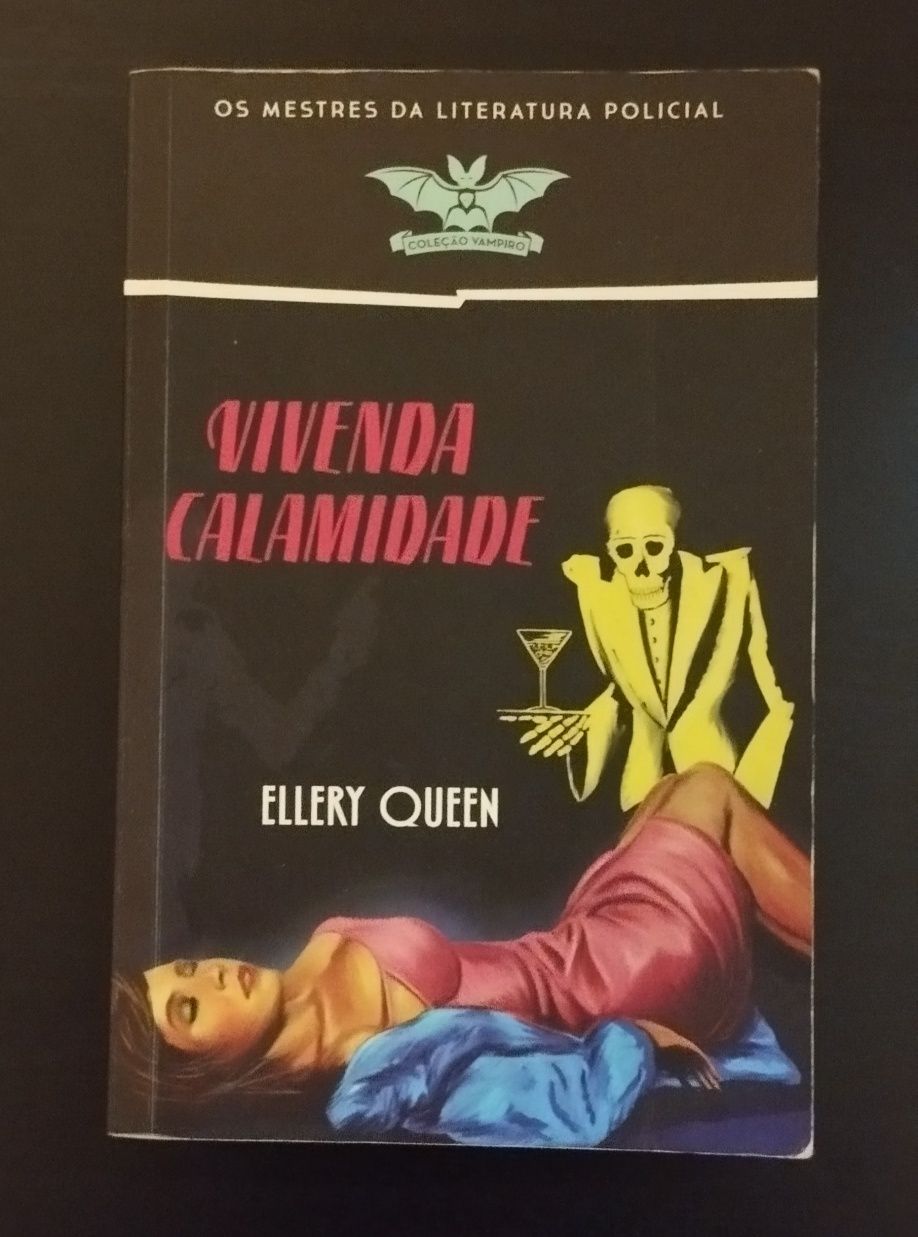 OS MESTRES DA LITERATURA POLICIAL
COLEÇÃO VAMPIRO
VIVENDA
CALAMIDADE
ELLERY QUEEN